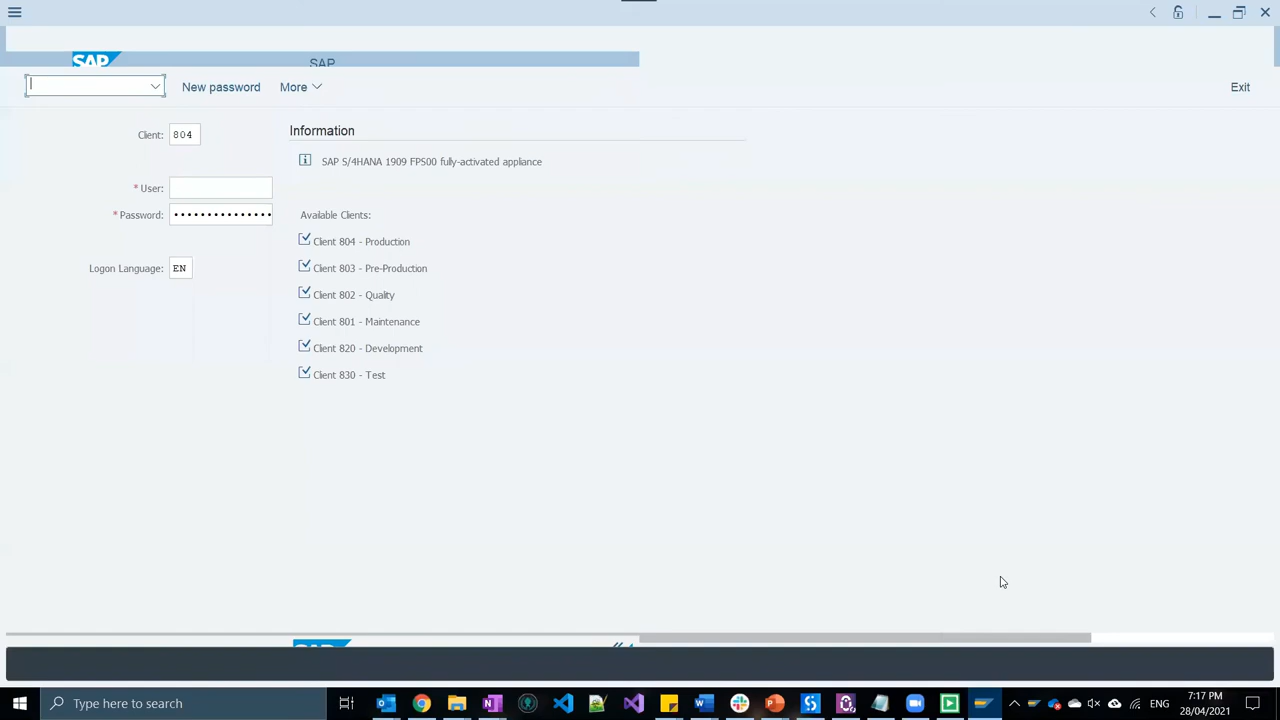 SAP
SAP
New password
More
Exit
Client: 804
Information
SAP S/4HANA 1909 FPS00 fully-activated appliance
* User:
* Password: •••••••••••••••
Available Clients:
Client 804 - Production
Logon Language: EN
Client 803 - Pre-Production
Client 802 - Quality
Client 801 - Maintenance
Client 820 - Development
Client 830 - Test
SAP
Type here to search
ENG
7:17 PM
28/04/2021